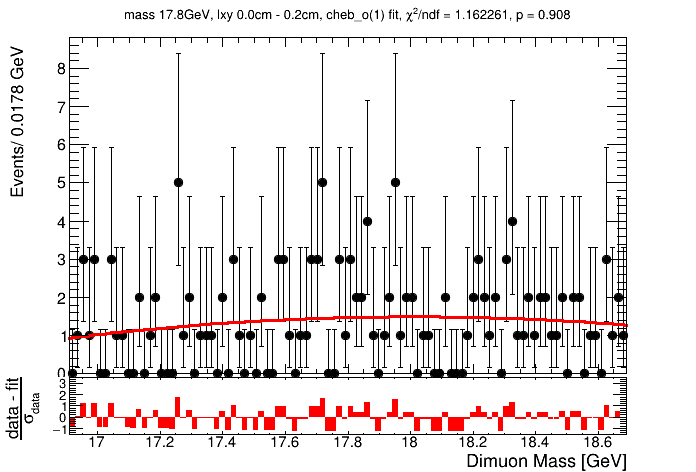 mass 17.8GeV, lxy 0.0cm - 0.2cm, cheb_o(1) fit, χ²/ndf = 1.162261, p = 0.908
Events/ 0.0178 GeV
8
7
6
5
4
3
2
1
0
data - fit
σdata
3
2
1
0
−1
17 17.2 17.4 17.6 17.8 18 18.2 18.4 18.6
Dimuon Mass [GeV]